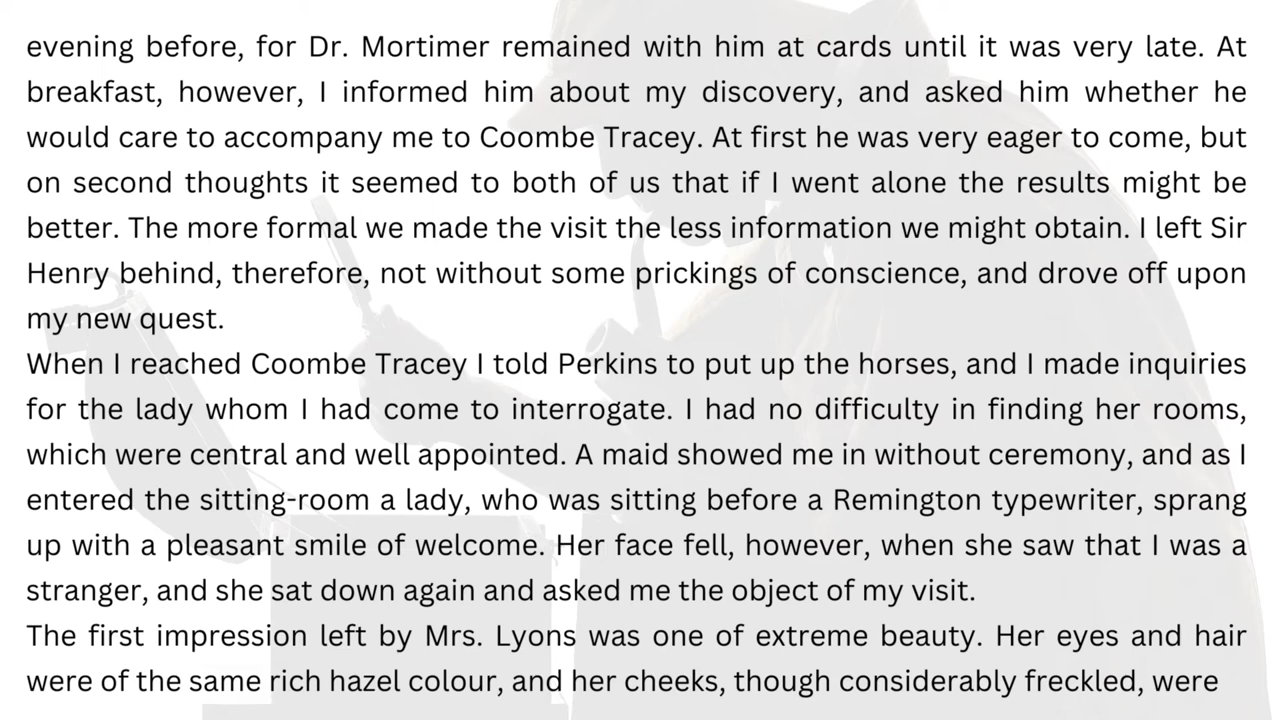 evening before, for Dr. Mortimer remained with him at cards until it was very late. At
breakfast, however, I informed him about my discovery, and asked him whether he
would care to accompany me to Coombe Tracey. At first he was very eager to come, but
on second thoughts it seemed to both of us that if I went alone the results might be
better. The more formal we made the visit the less information we might obtain. I left Sir
Henry behind, therefore, not without some prickings of conscience, and drove off upon
my new quest.
When I reached Coombe Tracey I told Perkins to put up the horses, and I made inquiries
for the lady whom I had come to interrogate. I had no difficulty in finding her rooms,
which were central and well appointed. A maid showed me in without ceremony, and as I
entered the sitting-room a lady, who was sitting before a Remington typewriter, sprang
up with a pleasant smile of welcome. Her face fell, however, when she saw that I was a
stranger, and she sat down again and asked me the object of my visit.
The first impression left by Mrs. Lyons was one of extreme beauty. Her eyes and hair
were of the same rich hazel colour, and her cheeks, though considerably freckled, were